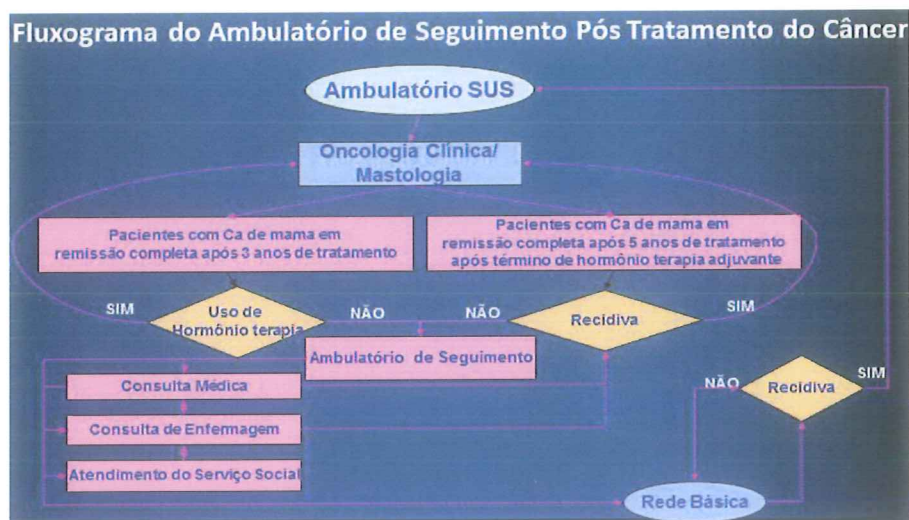 Fluxograma do Ambulatório de Seguimento Pós Tratamento do Câncer
Ambulatório SUS
Oncologia Clínica/
Mastologia
Pacientes com Ca de mama em
remissão completa após 3 anos de tratamento
Pacientes com Ca de mama em
remissão completa após 5 anos de tratamento
após término de hormônio terapia adjuvante
SIM
Uso de
Hormônio terapia
NÃO
NÃO
Recidiva
SIM
Ambulatório de Seguimento
Consulta Médica
Consulta de Enfermagem
Atendimento do Serviço Social
NÃO
Recidiva
SIM
Rede Básica